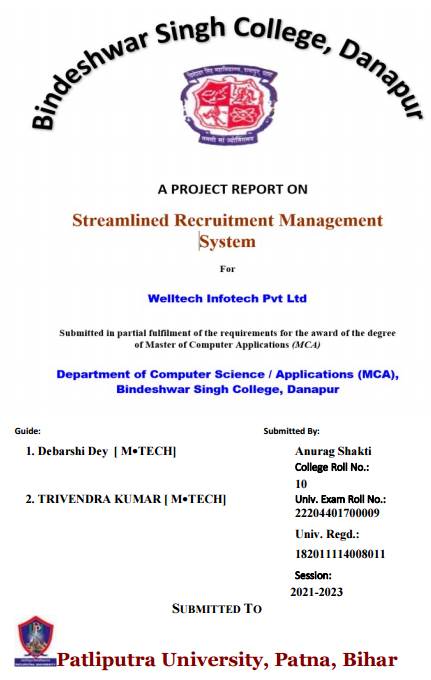 Bindeshwar Singh College, Danapur
A PROJECT REPORT ON
Streamlined Recruitment Management
System
For
Welltech Infotech Pvt Ltd
Submitted in partial fulfilment of the requirements for the award of the degree
of Master of Computer Applications (MCA)
Department of Computer Science / Applications (MCA),
Bindeshwar Singh College, Danapur
Guide:
Submitted By:
1. Debarshi Dey [ M•TECH]
Anurag Shakti
College Roll No.:
10
2. TRIVENDRA KUMAR [ M•TECH]
Univ. Exam Roll No.:
22204401700009
Univ. Regd.:
182011114008011
Session:
2021-2023
SUBMITTED TO
Patliputra University, Patna, Bihar